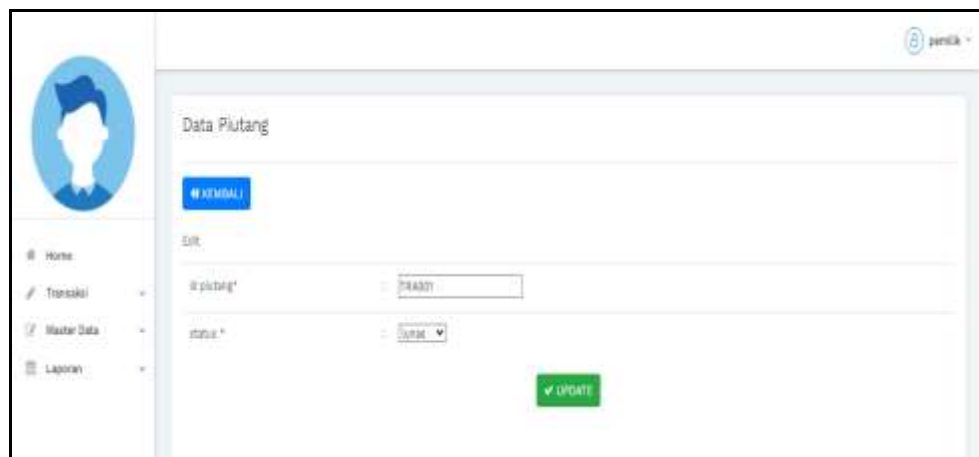 pemilik
Data Piutang
KEMBALI
Edit
Home
id piutang* :
Transaksi
Master Data
status * : lunas
Laporan
UPDATE